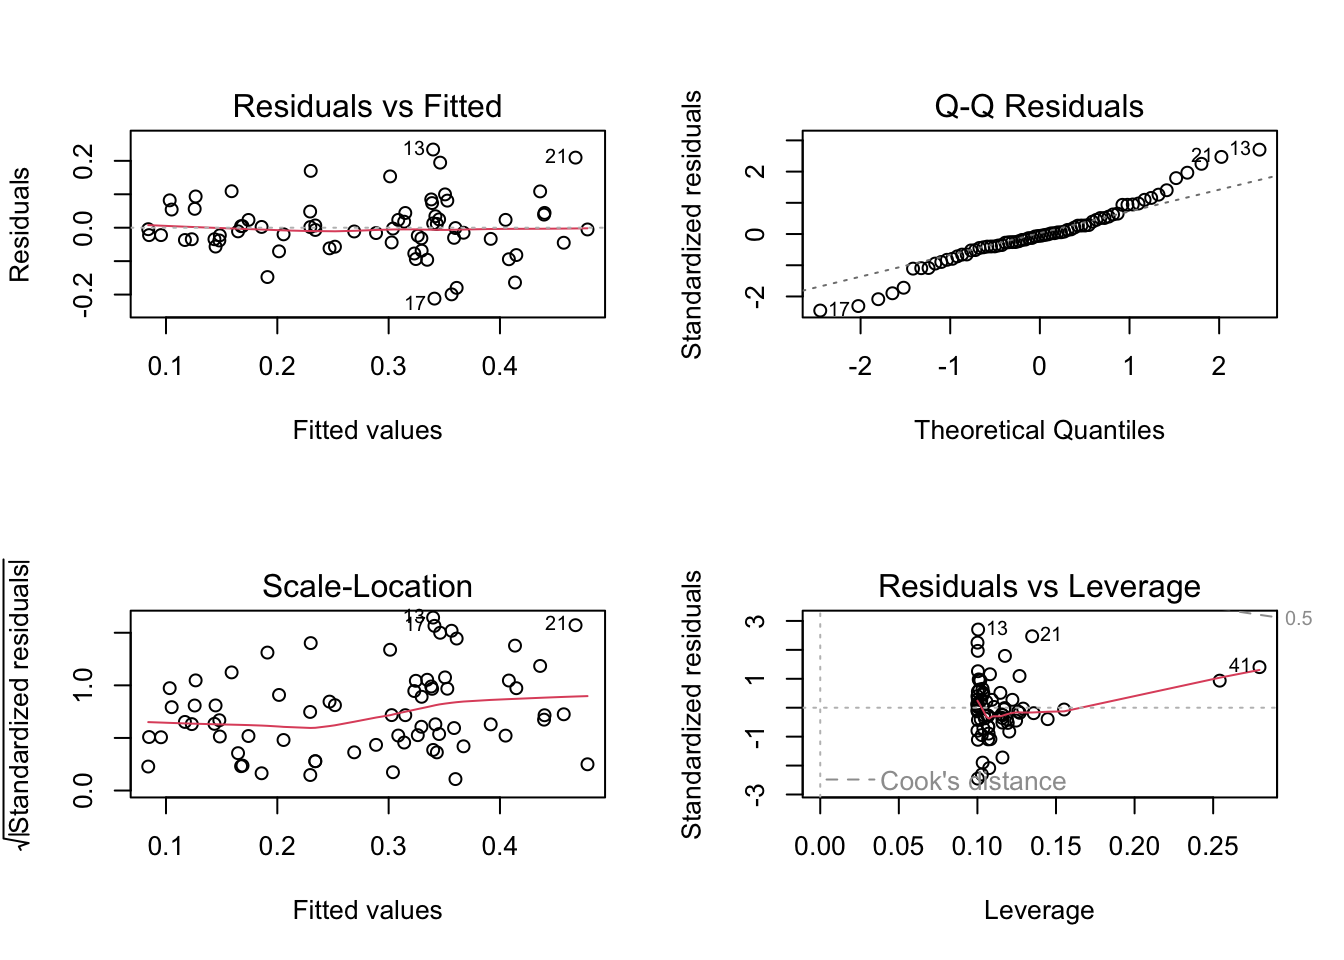 Residuals vs Fitted
Residuals
0.2
0.0
-0.2
13
21
17
0.1 0.2 0.3 0.4
Fitted values
Q-Q Residuals
Standardized residuals
2
0
-2
21 13
17
-2 -1 0 1 2
Theoretical Quantiles
Scale-Location
√|Standardized residuals|
1.0
0.0
13
17
21
0.1 0.2 0.3 0.4
Fitted values
Residuals vs Leverage
Standardized residuals
3
1
-1
-3
13
21
41
0.5
Cook's distance
0.00 0.05 0.10 0.15 0.20 0.25
Leverage